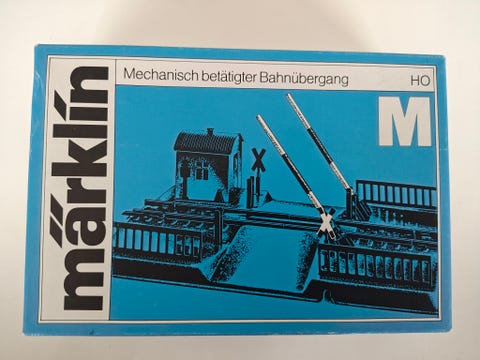 märklin
Mechanisch betätigter Bahnübergang
HO
M